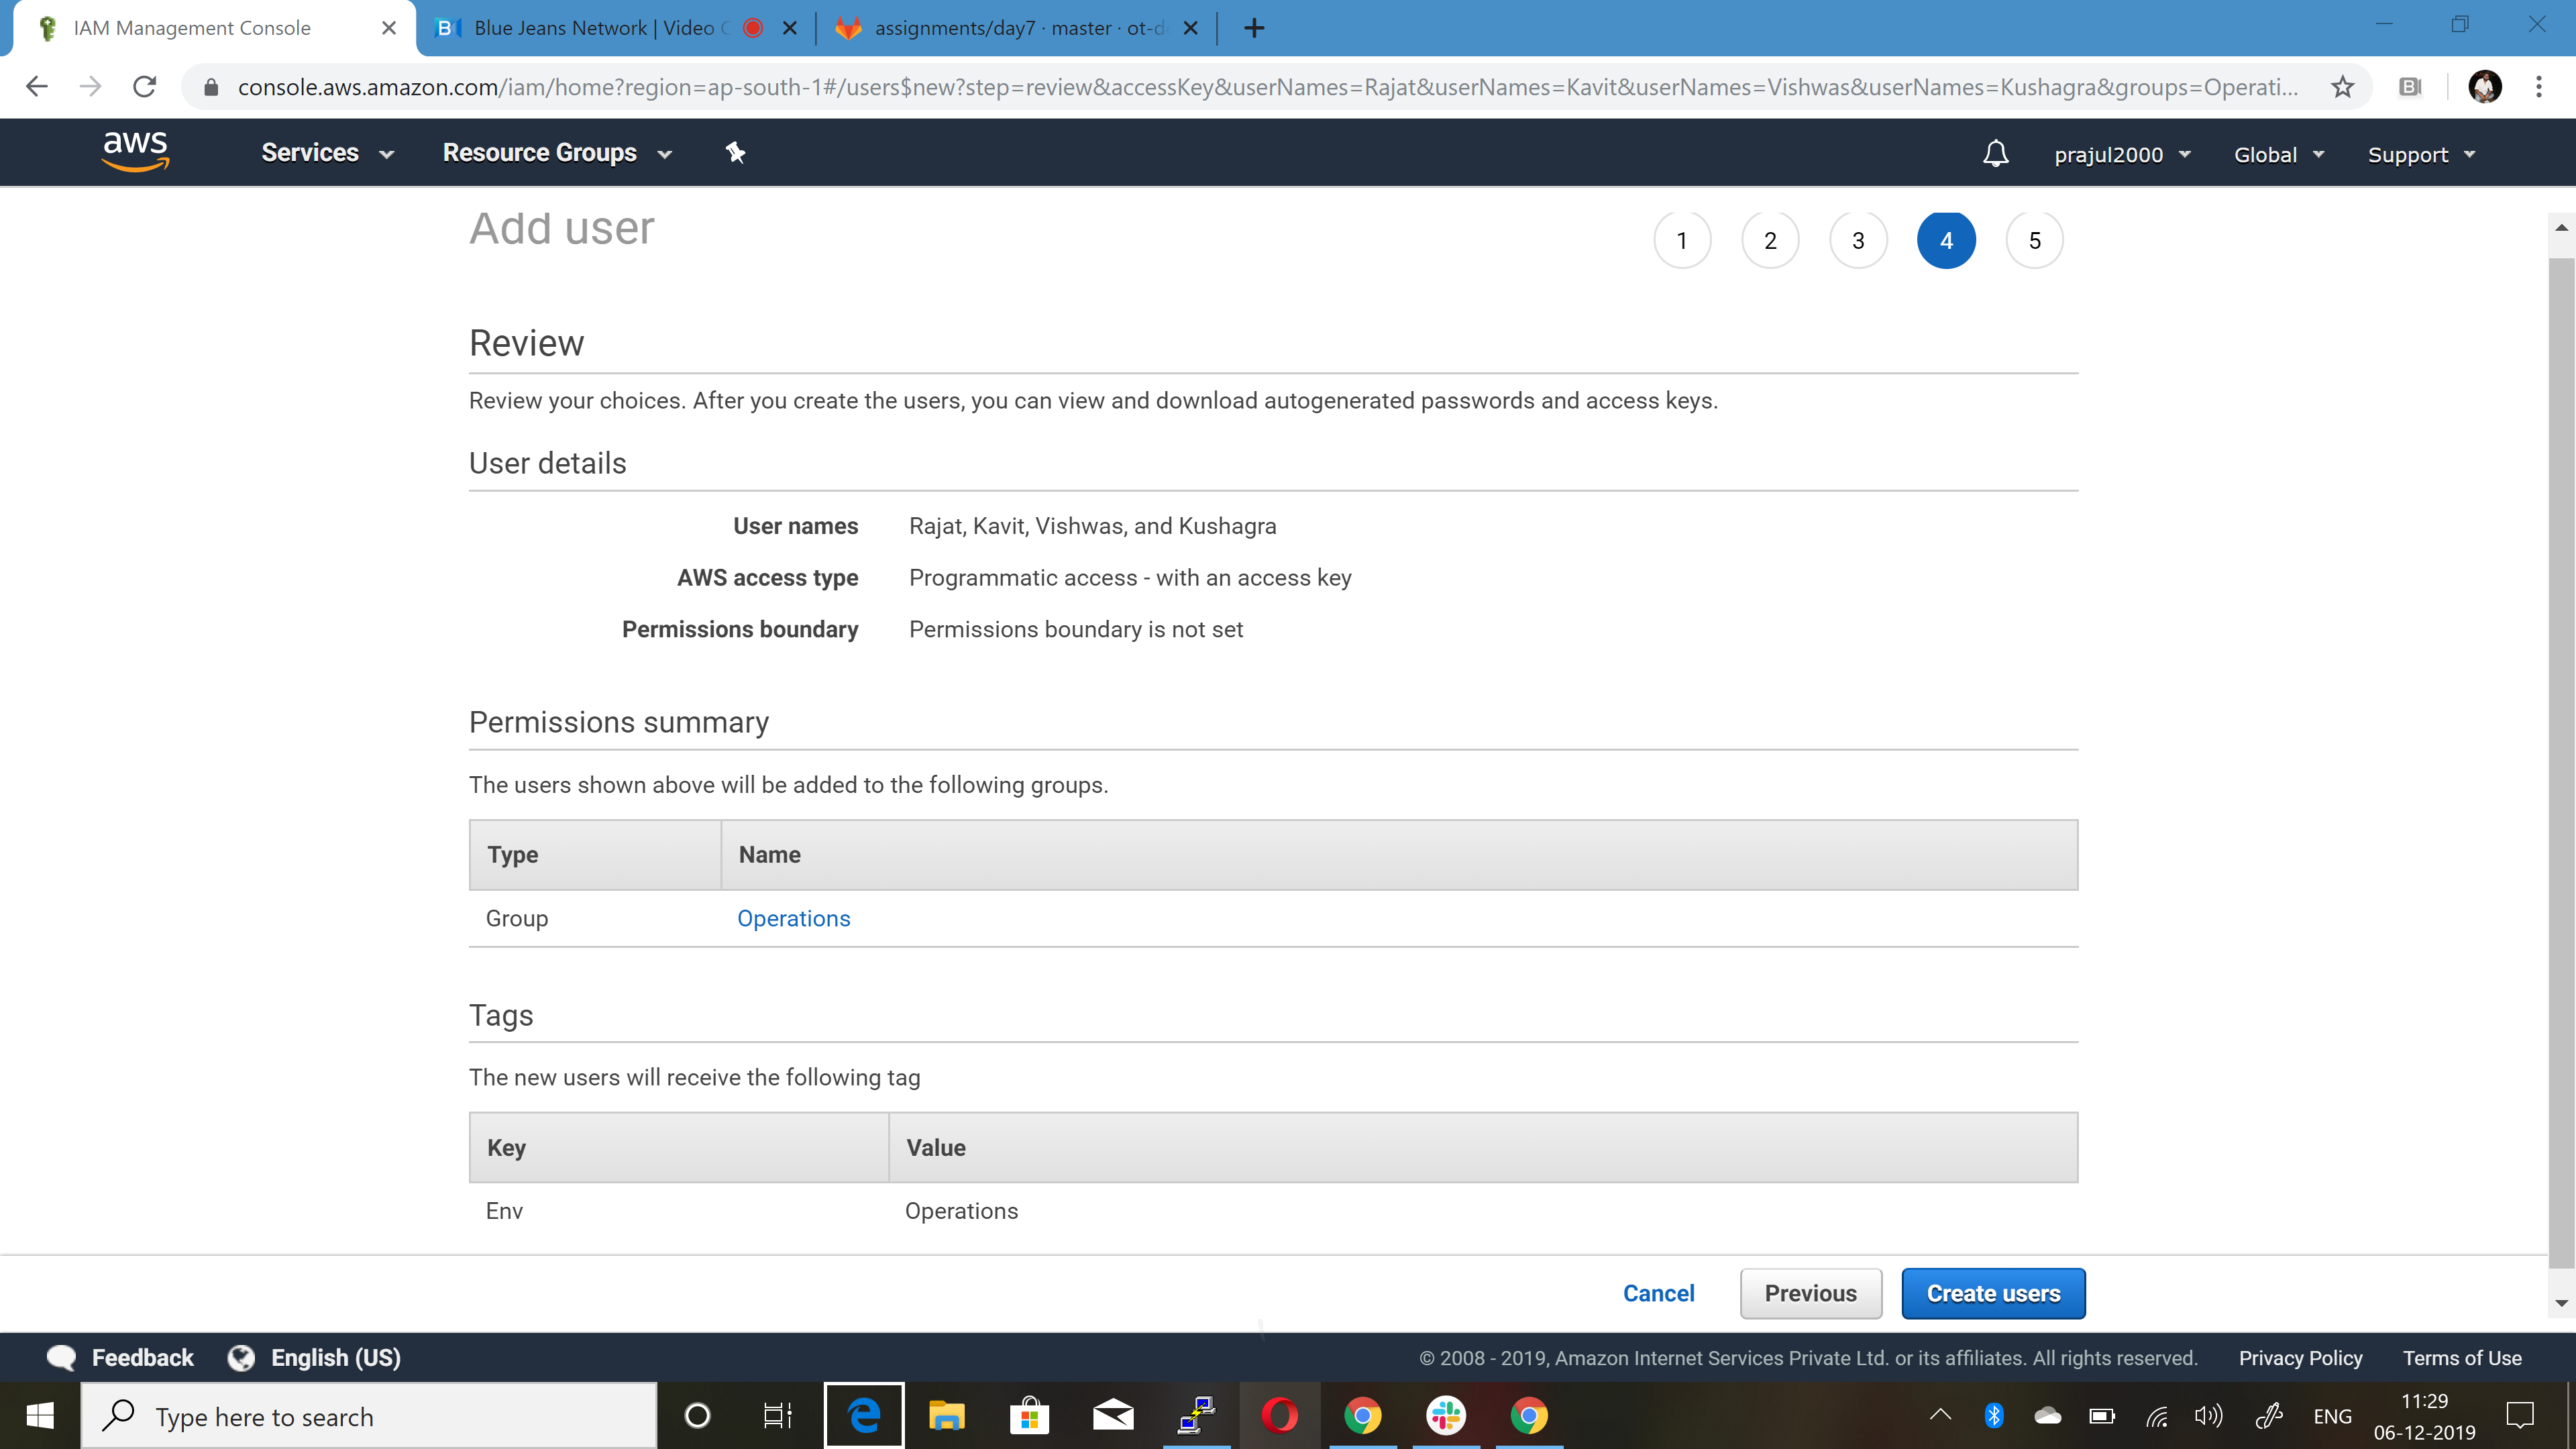 IAM Management Console
Blue Jeans Network | Video C
assignments/day7 · master · ot-d
console.aws.amazon.com/iam/home?region=ap-south-1#/users$new?step=review&accessKey&userNames=Rajat&userNames=Kavit&userNames=Vishwas&userNames=Kushagra&groups=Operati...
aws Services Resource Groups prajul2000 Global Support
Add user 1 2 3 4 5
Review
Review your choices. After you create the users, you can view and download autogenerated passwords and access keys.
User details
User names Rajat, Kavit, Vishwas, and Kushagra
AWS access type Programmatic access - with an access key
Permissions boundary Permissions boundary is not set
Permissions summary
The users shown above will be added to the following groups.
Type Name
Group Operations
Tags
The new users will receive the following tag
Key Value
Env Operations
Cancel Previous Create users
Feedback English (US) © 2008 - 2019, Amazon Internet Services Private Ltd. or its affiliates. All rights reserved. Privacy Policy Terms of Use
Type here to search ENG 11:29
06-12-2019